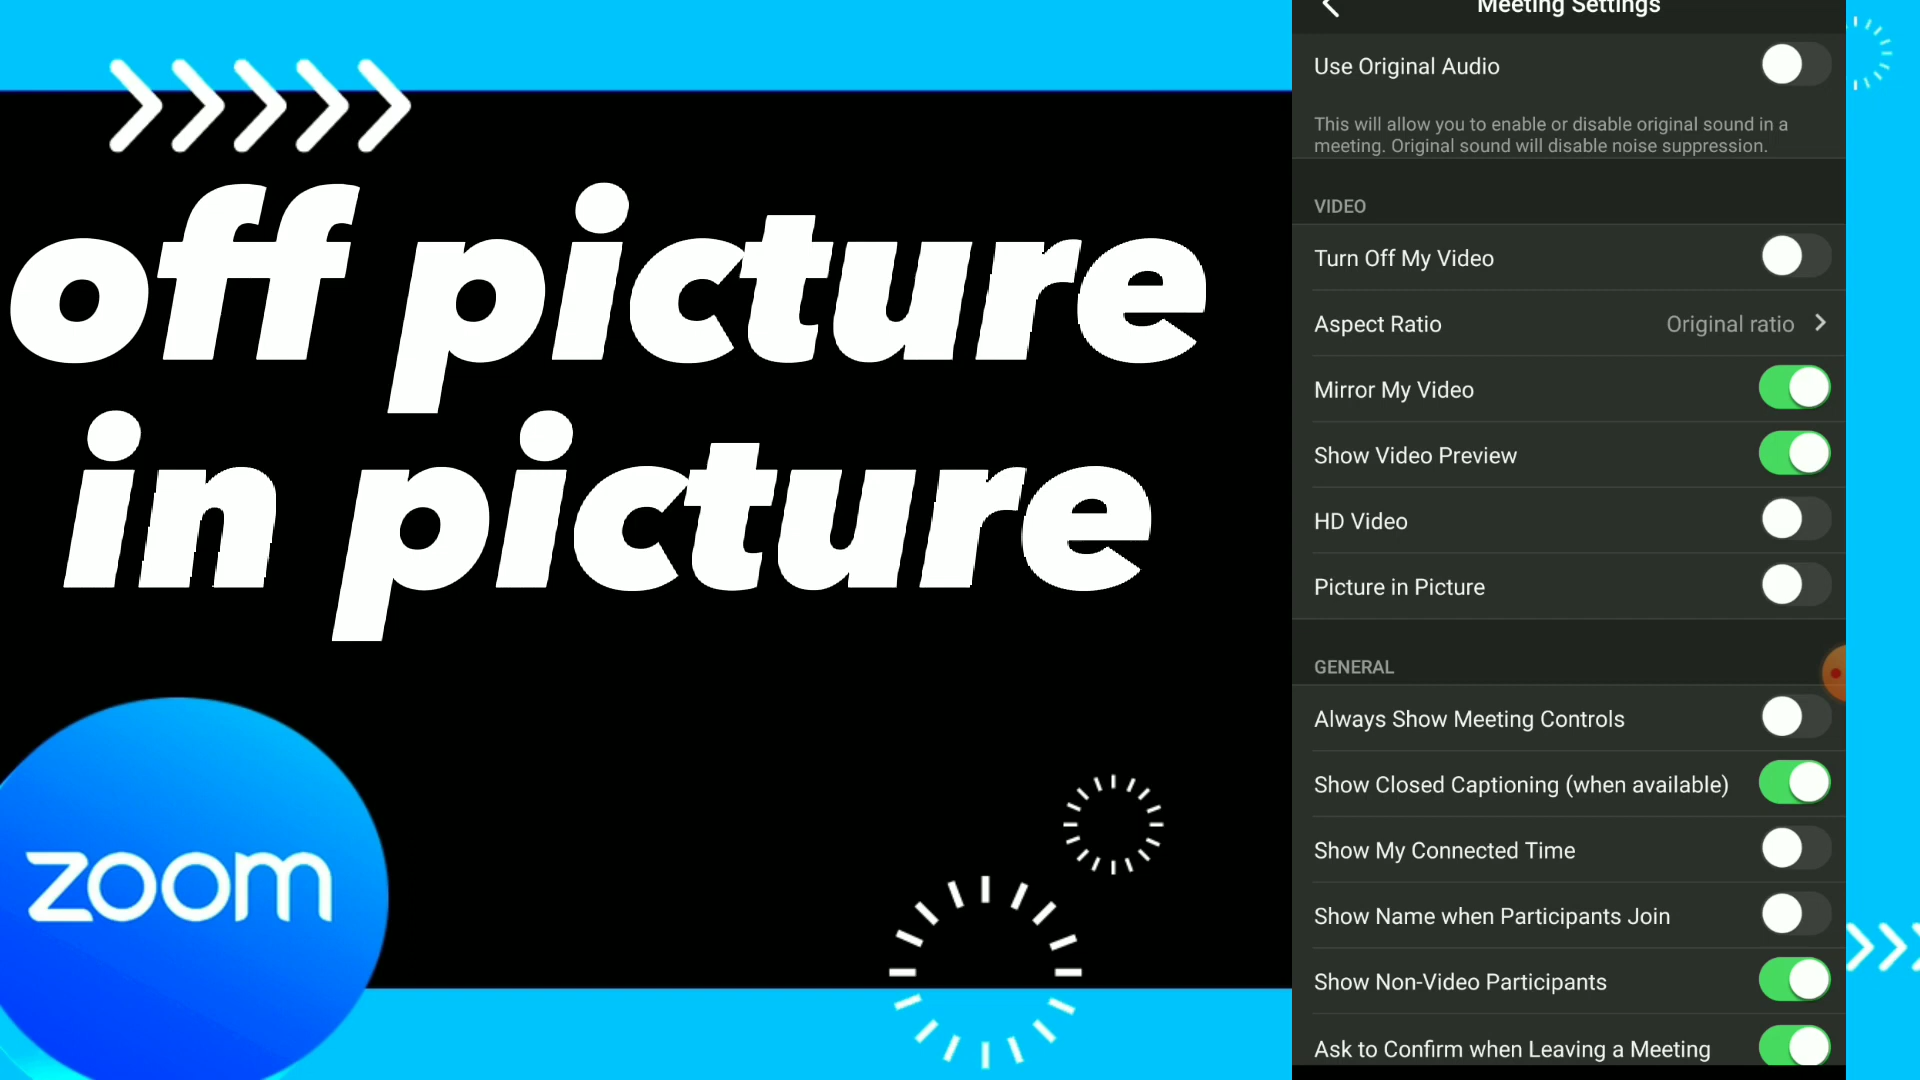 off picture
in picture
zoom
Meeting Settings
Use Original Audio
This will allow you to enable or disable original sound in a
meeting. Original sound will disable noise suppression.
VIDEO
Turn Off My Video
Aspect Ratio Original ratio
Mirror My Video
Show Video Preview
HD Video
Picture in Picture
GENERAL
Always Show Meeting Controls
Show Closed Captioning (when available)
Show My Connected Time
Show Name when Participants Join
Show Non-Video Participants
Ask to Confirm when Leaving a Meeting